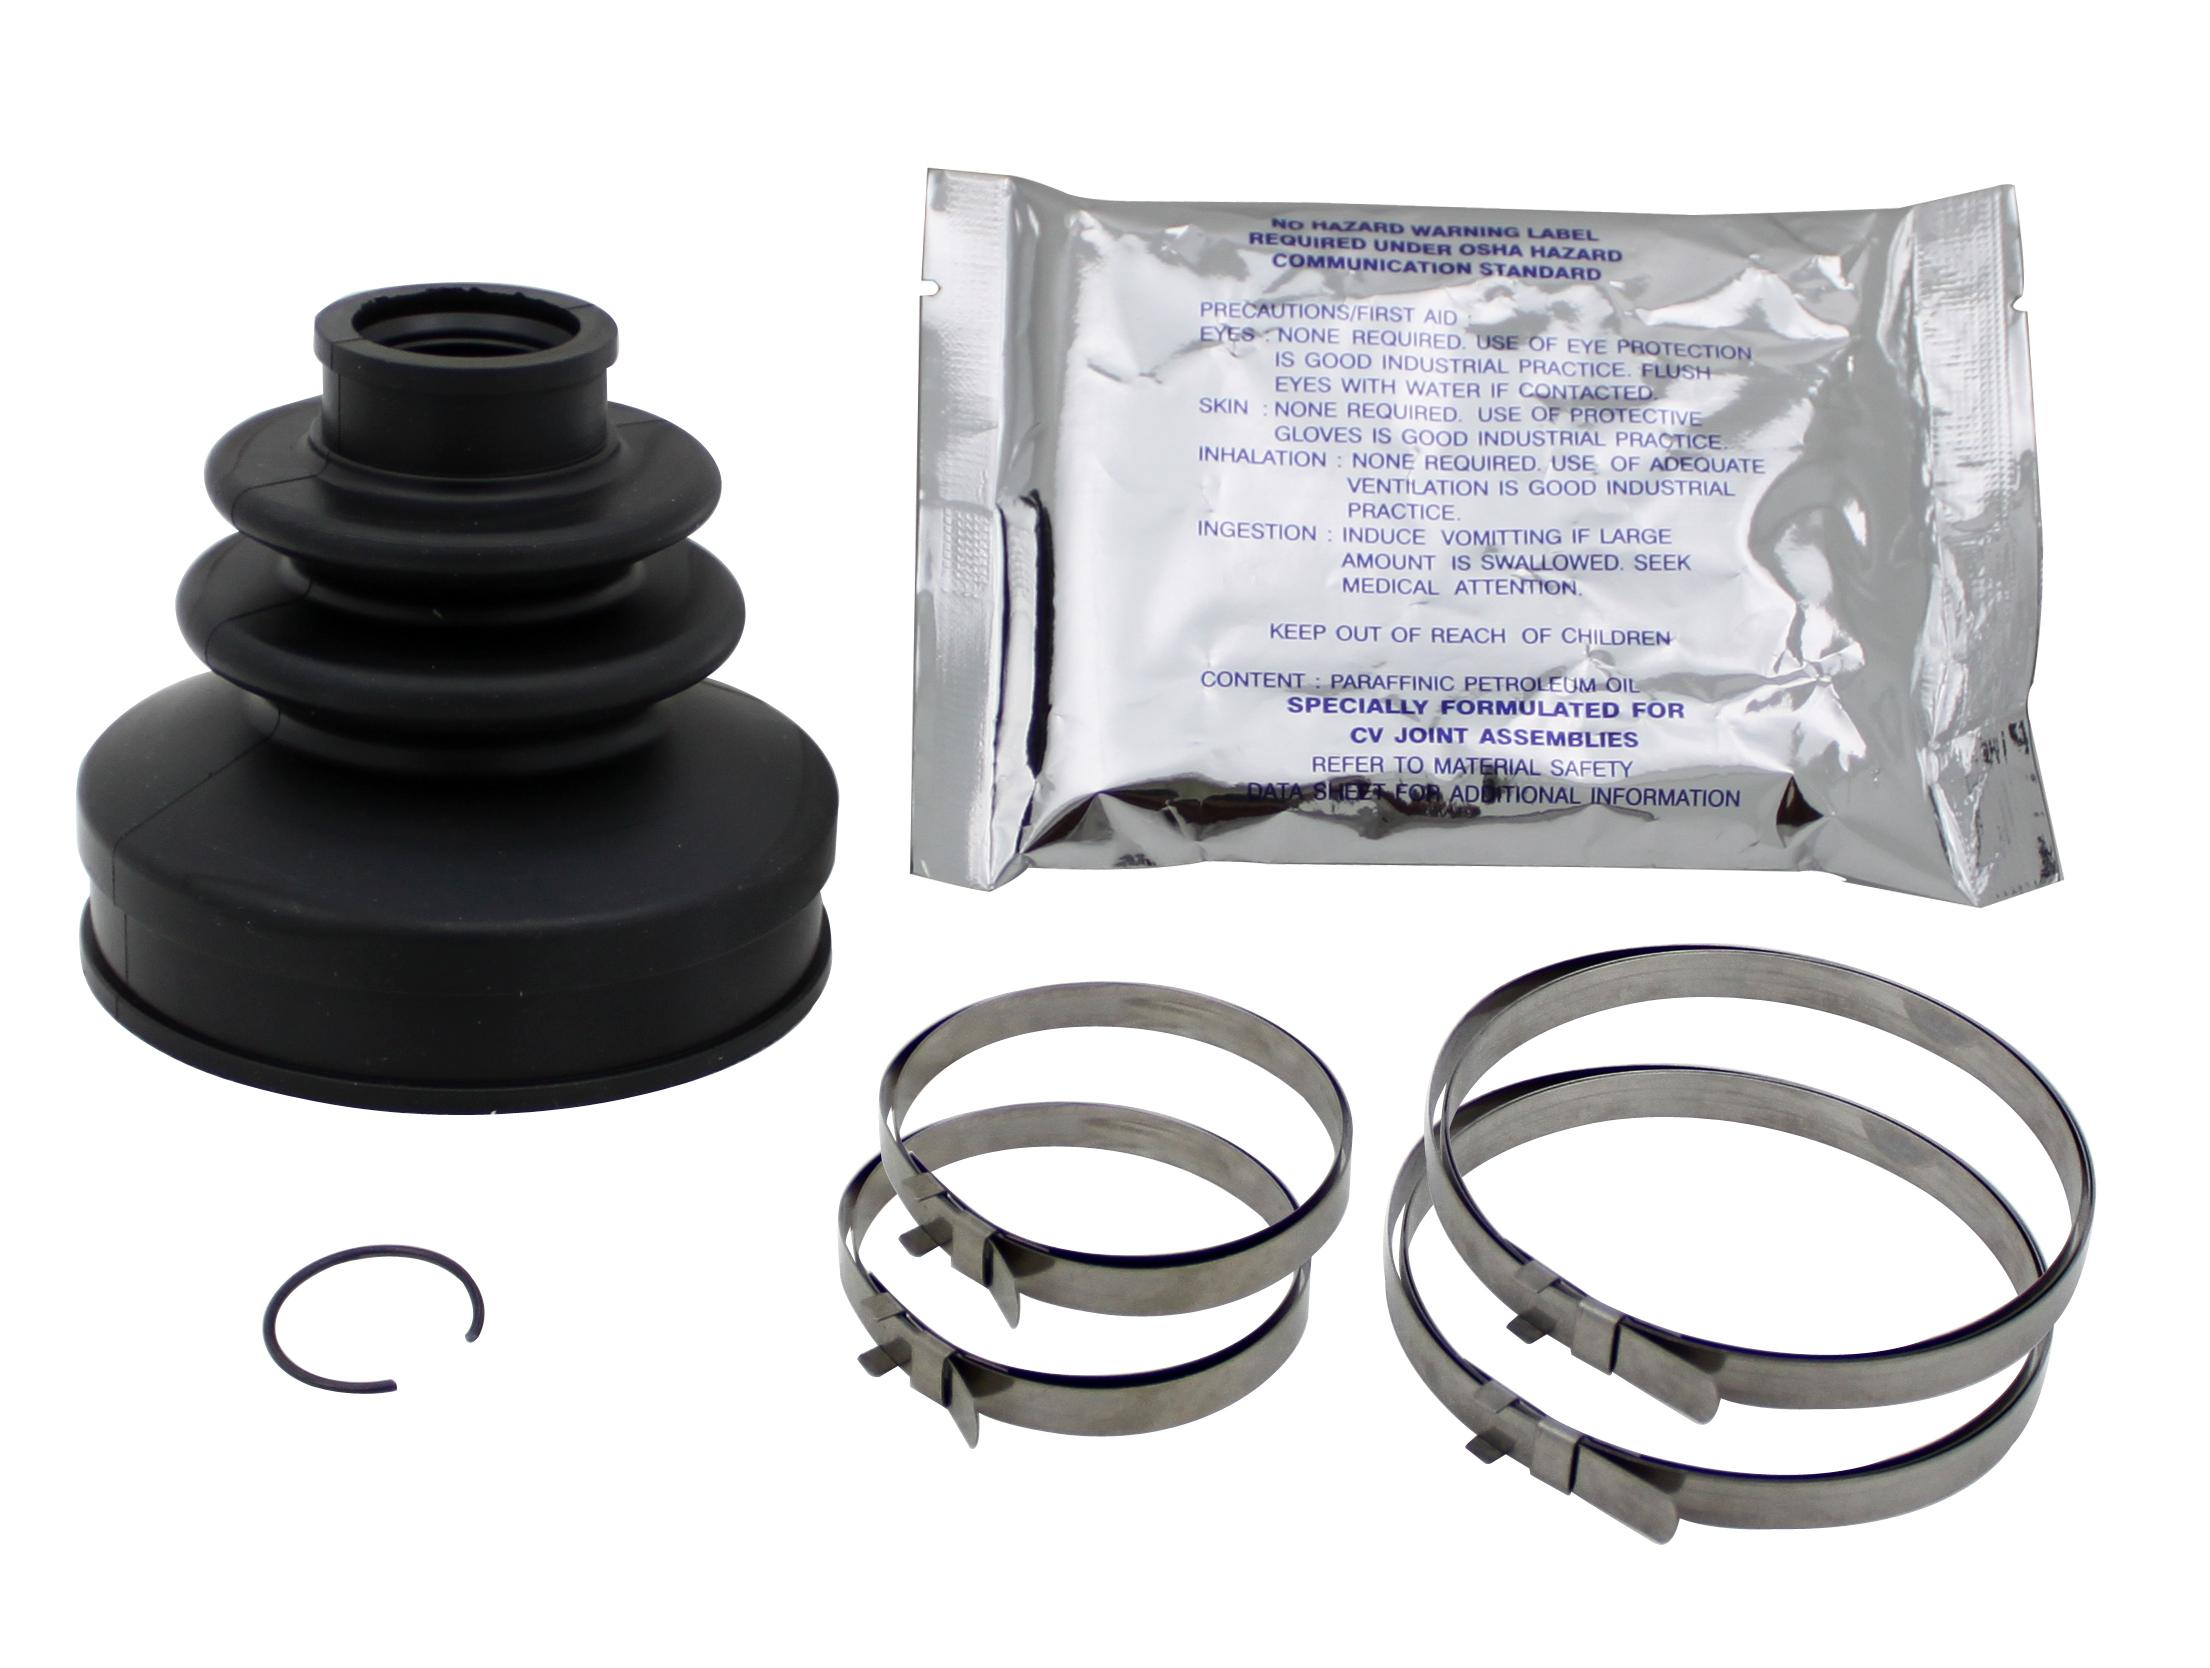 NO HAZARD WARNING LABEL
REQUIRED UNDER OSHA HAZARD
COMMUNICATION STANDARD
PRECAUTIONS/FIRST AID :
EYES : NONE REQUIRED. USE OF EYE PROTECTION
IS GOOD INDUSTRIAL PRACTICE. FLUSH
EYES WITH WATER IF CONTACTED.
SKIN : NONE REQUIRED. USE OF PROTECTIVE
GLOVES IS GOOD INDUSTRIAL PRACTICE.
INHALATION : NONE REQUIRED. USE OF ADEQUATE
VENTILATION IS GOOD INDUSTRIAL
PRACTICE.
INGESTION : INDUCE VOMITTING IF LARGE
AMOUNT IS SWALLOWED. SEEK
MEDICAL ATTENTION.
KEEP OUT OF REACH OF CHILDREN
CONTENT : PARAFFINIC PETROLEUM OIL
SPECIALLY FORMULATED FOR
CV JOINT ASSEMBLIES
REFER TO MATERIAL SAFETY
DATA SHEET FOR ADDITIONAL INFORMATION